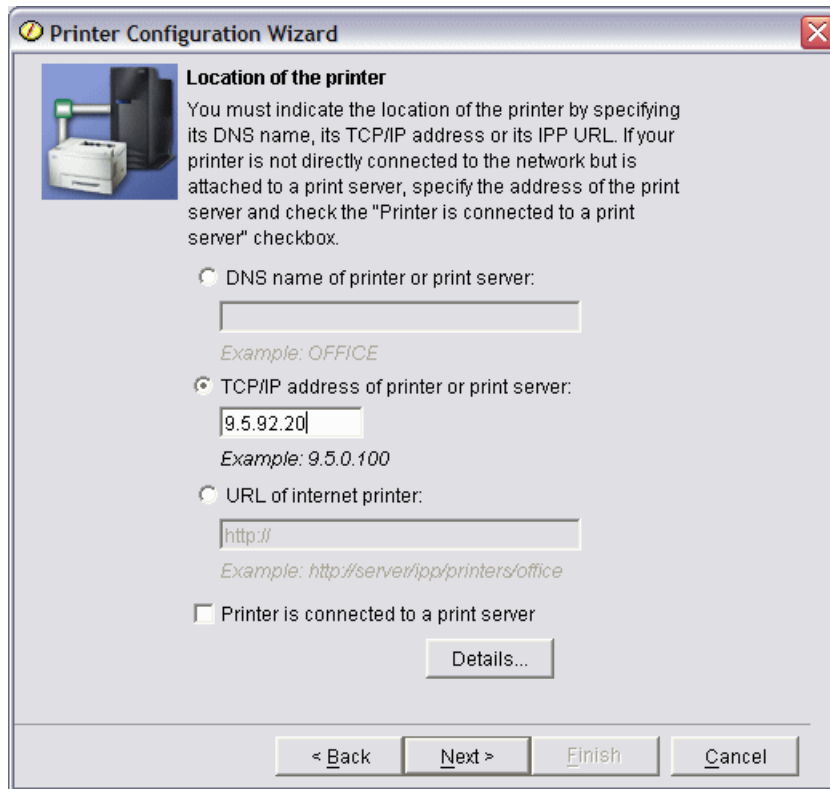 Printer Configuration Wizard
Location of the printer
You must indicate the location of the printer by specifying
its DNS name, its TCP/IP address or its IPP URL. If your
printer is not directly connected to the network but is
attached to a print server, specify the address of the print
server and check the "Printer is connected to a print
server" checkbox.
DNS name of printer or print server:
Example: OFFICE
TCP/IP address of printer or print server:
9.5.92.20
Example: 9.5.0.100
URL of internet printer:
http://
Example: http://server/ipp/printers/office
Printer is connected to a print server
Details...
< Back Next > Finish Cancel